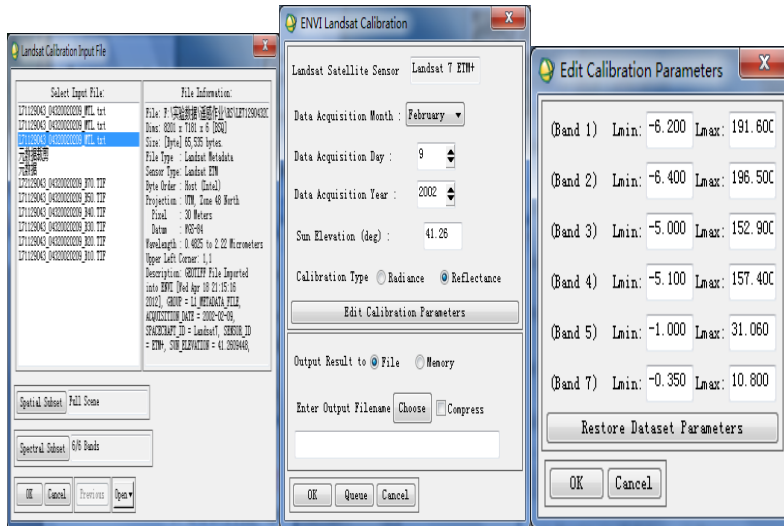 Landsat Calibration Input File
Select Input File:
L71129043_04320020209_MTL.txt
L71129043_04320020209_MTL.txt
L71129043_04320020209_MTL.txt
元数据裁剪
元数据
L72129043_04320020209_B70.TIF
L71129043_04320020209_B50.TIF
L71129043_04320020209_B40.TIF
L71129043_04320020209_B30.TIF
L71129043_04320020209_B20.TIF
L71129043_04320020209_B10.TIF
File Information:
Dims: 8201 x 7181 x 6 [BSQ]
Size: [Byte] 65,535 bytes.
File Type : Landsat Metadata
Sensor Type: Landsat ETM
Byte Order : Host (Intel)
Projection : UTM, Zone 48 North
Pixel : 30 Meters
Datum : WGS-84
Wavelength : 0.4825 to 2.22 Micrometers
Upper Left Corner: 1,1
Description: GEOTIFF File Imported
into ENVI [Wed Apr 18 21:15:16
2012], GROUP = L1_METADATA_FILE,
ACQUISITION_DATE = 2002-02-09,
SPACECRAFT_ID = Landsat7, SENSOR_ID
= ETM+, SUN_ELEVATION = 41.2609448,
Spatial Subset Full Scene
Spectral Subset 6/6 Bands
OK Cancel Previous Open
ENVI Landsat Calibration
Landsat Satellite Sensor Landsat 7 ETM+
Data Acquisition Month : February
Data Acquisition Day : 9
Data Acquisition Year : 2002
Sun Elevation (deg) : 41.26
Calibration Type Radiance Reflectance
Edit Calibration Parameters
Output Result to File Memory
Enter Output Filename Choose Compress
OK Queue Cancel
Edit Calibration Parameters
(Band 1) Lmin: -6.200 Lmax: 191.600
(Band 2) Lmin: -6.400 Lmax: 196.500
(Band 3) Lmin: -5.000 Lmax: 152.900
(Band 4) Lmin: -5.100 Lmax: 157.400
(Band 5) Lmin: -1.000 Lmax: 31.060
(Band 7) Lmin: -0.350 Lmax: 10.800
Restore Dataset Parameters
OK Cancel